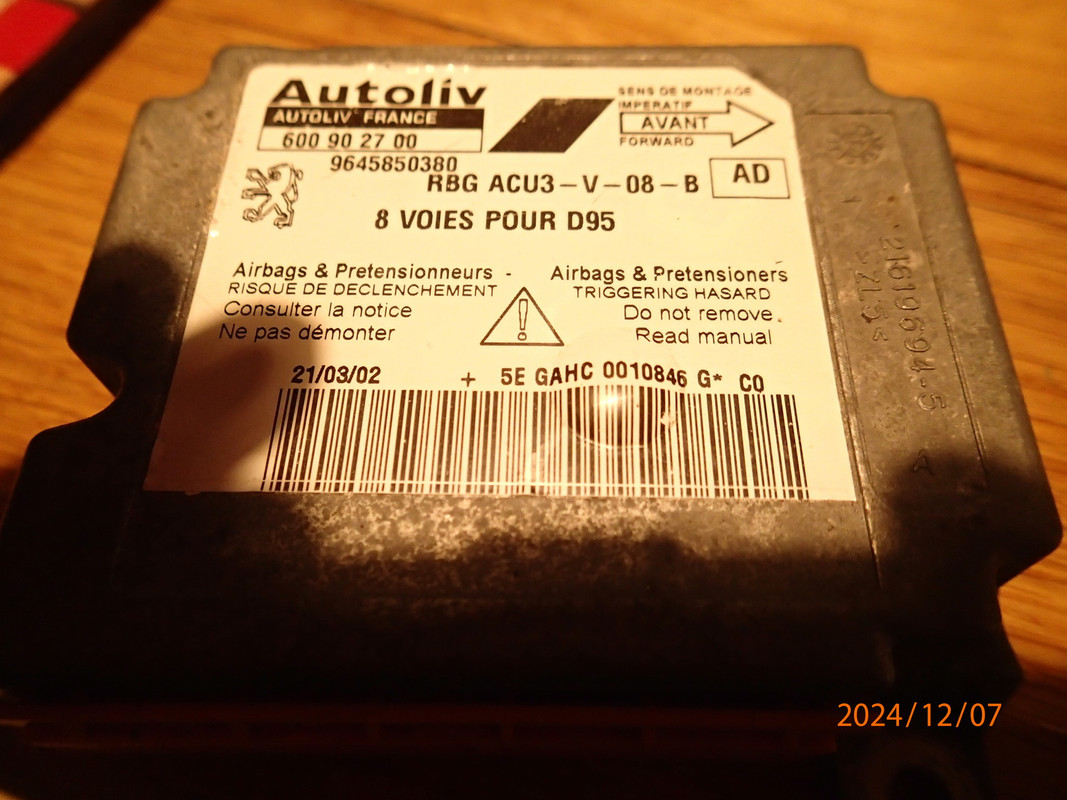 Autoliv
AUTOLIV FRANCE
600 90 27 00
9645850380
SENS DE MONTAGE
IMPERATIF
AVANT
FORWARD
RBG ACU3-V-08-B
AD
8 VOIES POUR D95
Airbags & Pretensionneurs -
RISQUE DE DECLENCHEMENT
Consulter la notice
Ne pas démonter
!
Airbags & Pretensioners
TRIGGERING HASARD
Do not remove.
Read manual
21/03/02 + 5E GAHC 0010846 G* C0
2024/12/07